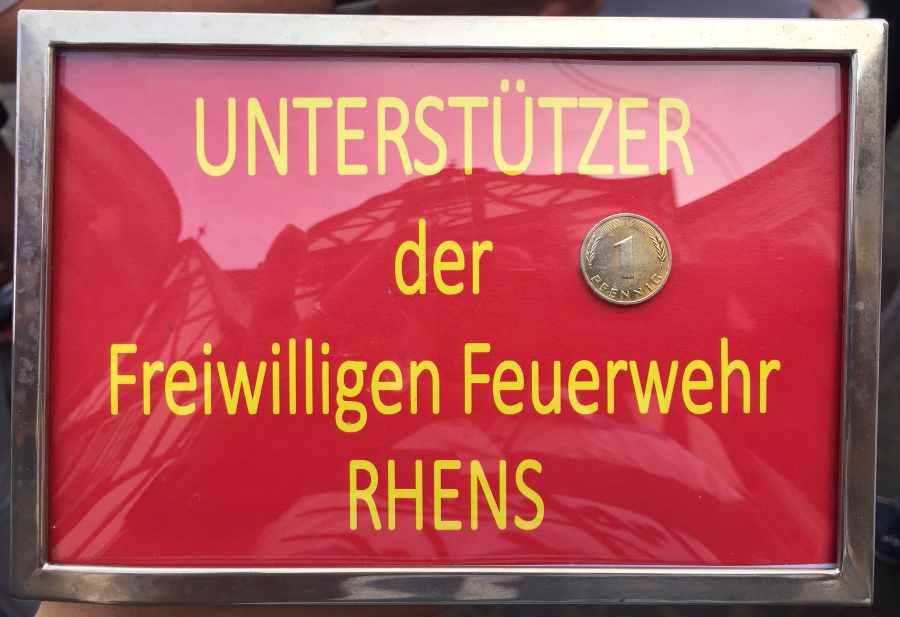 UNTERSTÜTZER
der
1
PFENNIG
Freiwilligen Feuerwehr
RHENS